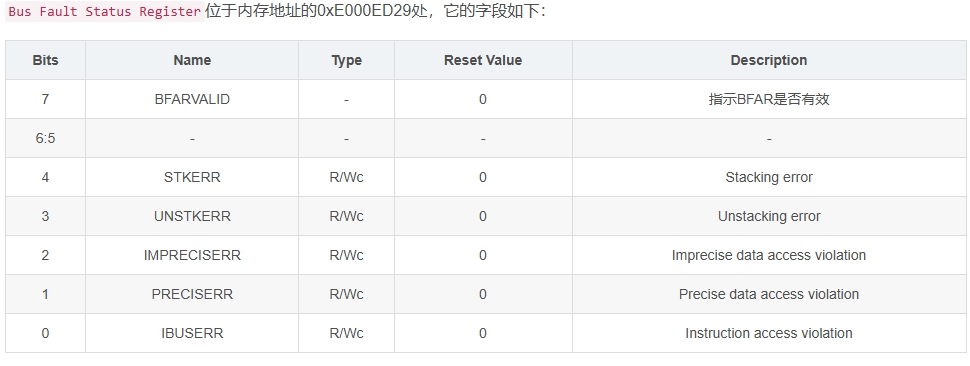 Bus Fault Status Register位于内存地址的0xE000ED29处，它的字段如下：
Bits Name Type Reset Value Description
7 BFARVALID - 0 指示BFAR是否有效
6:5 - - - -
4 STKERR R/Wc 0 Stacking error
3 UNSTKERR R/Wc 0 Unstacking error
2 IMPRECISERR R/Wc 0 Imprecise data access violation
1 PRECISERR R/Wc 0 Precise data access violation
0 IBUSERR R/Wc 0 Instruction access violation